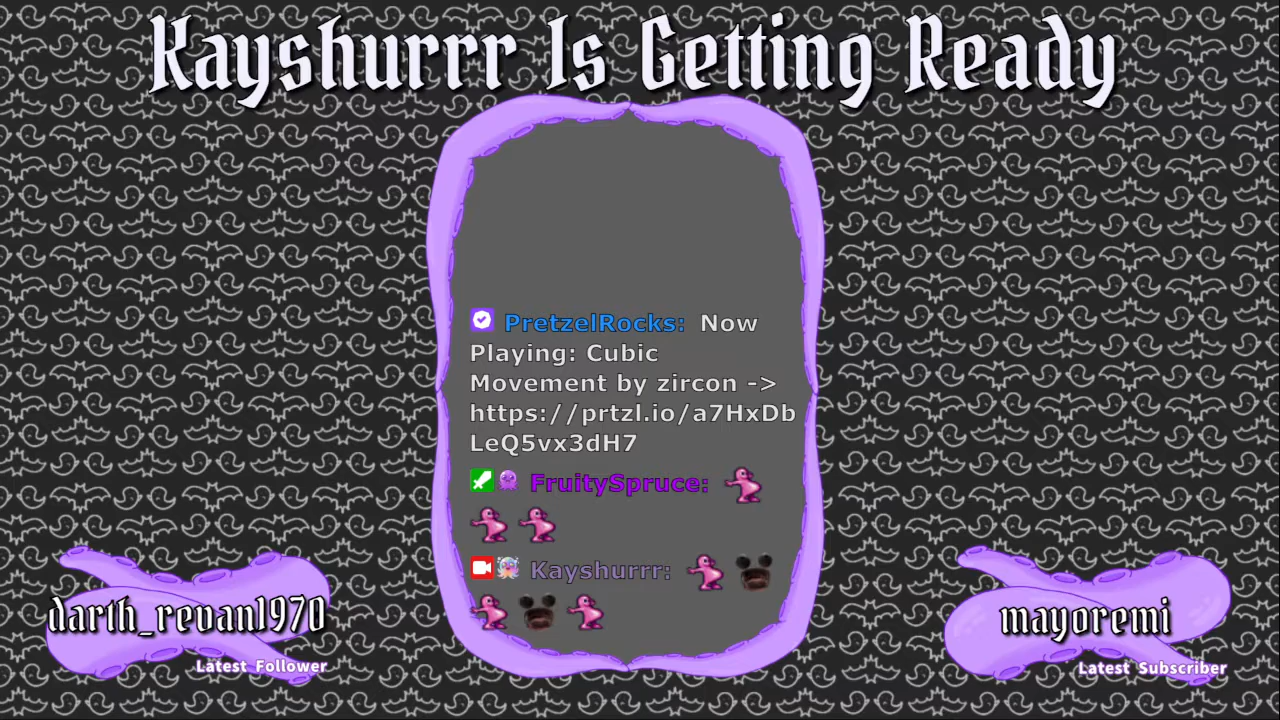 Kayshurrr Is Getting Ready
PretzelRocks: Now
Playing: Cubic
Movement by zircon ->
https://prtzl.io/a7HxDb
LeQ5vx3dH7
FruitySpruce:
Kayshurrr:
darth_revan1970
Latest Follower
mayoremi
Latest Subscriber